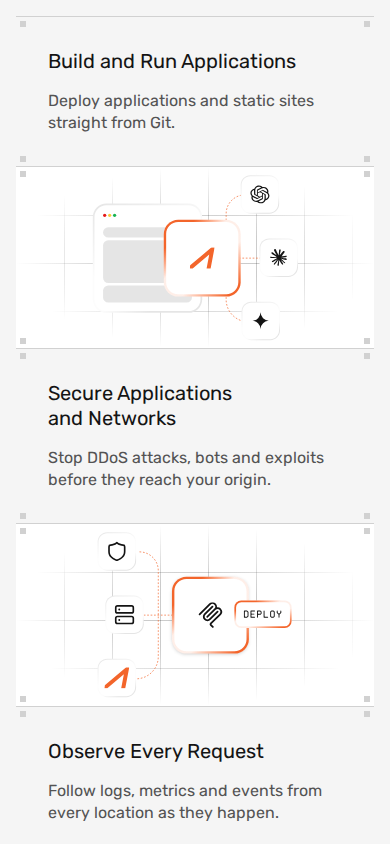 Build and Run Applications
Deploy applications and static sites
straight from Git.
Secure Applications
and Networks
Stop DDoS attacks, bots and exploits
before they reach your origin.
DEPLOY
Observe Every Request
Follow logs, metrics and events from
every location as they happen.